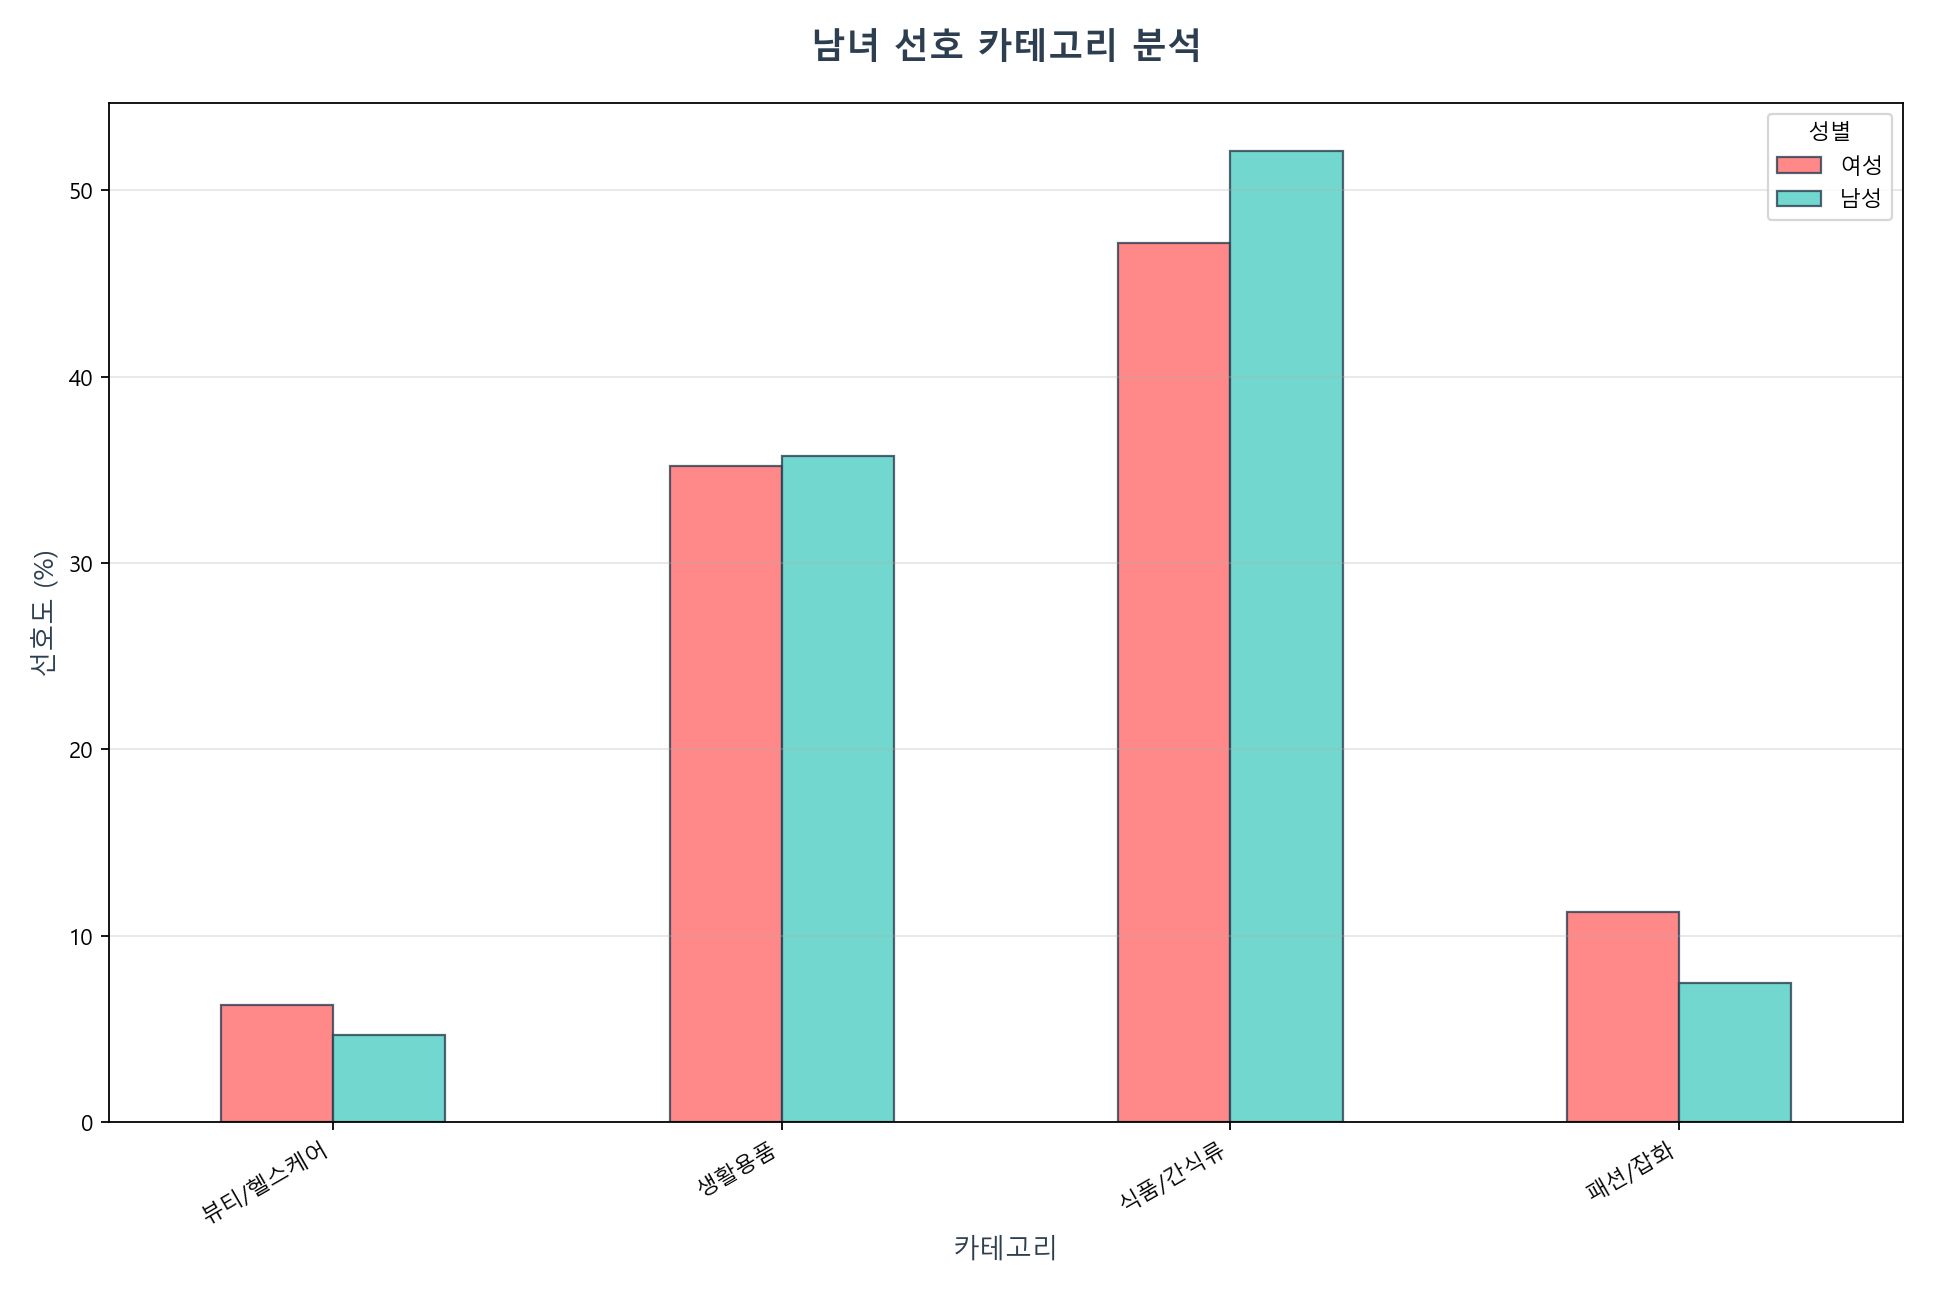 남녀 선호 카테고리 분석
성별
여성
남성
선호도 (%)
50
40
30
20
10
0
뷰티/헬스케어
생활용품
식품/간식류
패션/잡화
카테고리